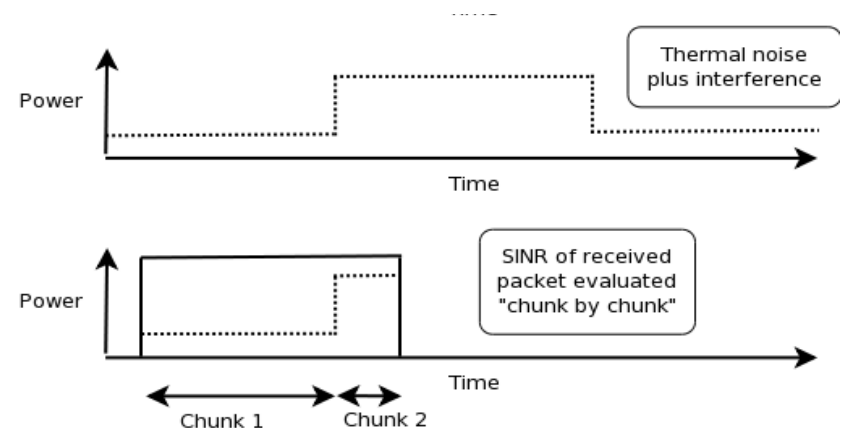 Thermal noise
plus interference
Power
Time
SINR of received
packet evaluated
"chunk by chunk"
Power
Time
Chunk 1
Chunk 2